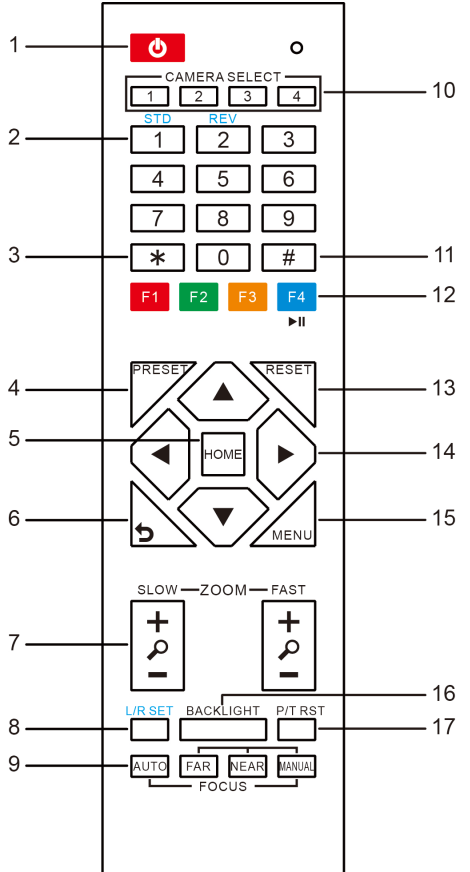 1
CAMERA SELECT
1 2 3 4 10
STD REV
2 1 2 3
4 5 6
7 8 9
3 * 0 # 11
F1 F2 F3 F4 12
PRESET RESET
4 13
5 HOME 14
6 MENU 15
SLOW ZOOM FAST
+ +
7
− −
16
L/R SET BACKLIGHT P/T RST
8 17
9 AUTO FAR NEAR MANUAL
FOCUS